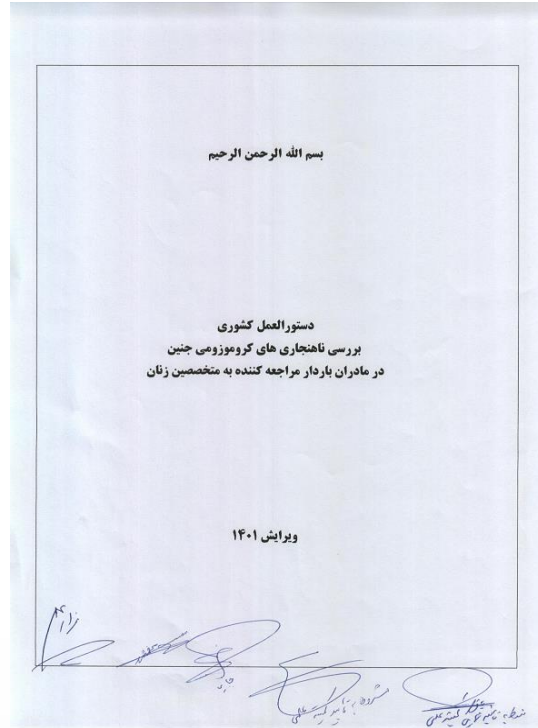 بسم الله الرحمن الرحیم
دستورالعمل کشوری
بررسی ناهنجاری های کروموزومی جنین
در مادران باردار مراجعه کننده به متخصصین زنان
ویرایش ۱۴۰۱